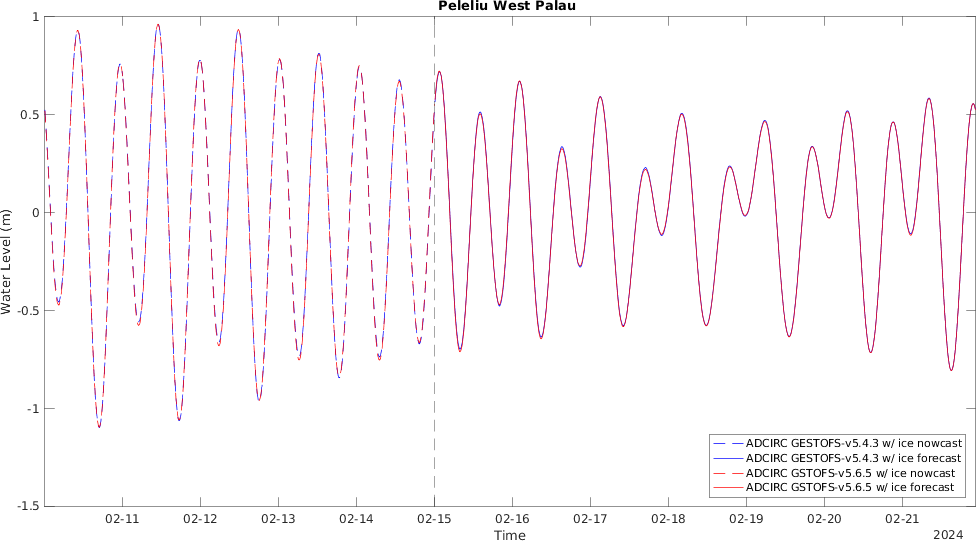 Peleliu West Palau
Water Level (m)
1
0.5
0
-0.5
-1
-1.5
ADCIRC GESTOFS-v5.4.3 w/ ice nowcast
ADCIRC GESTOFS-v5.4.3 w/ ice forecast
ADCIRC GSTOFS-v5.6.5 w/ ice nowcast
ADCIRC GSTOFS-v5.6.5 w/ ice forecast
02-11 02-12 02-13 02-14 02-15 02-16 02-17 02-18 02-19 02-20 02-21
Time
2024